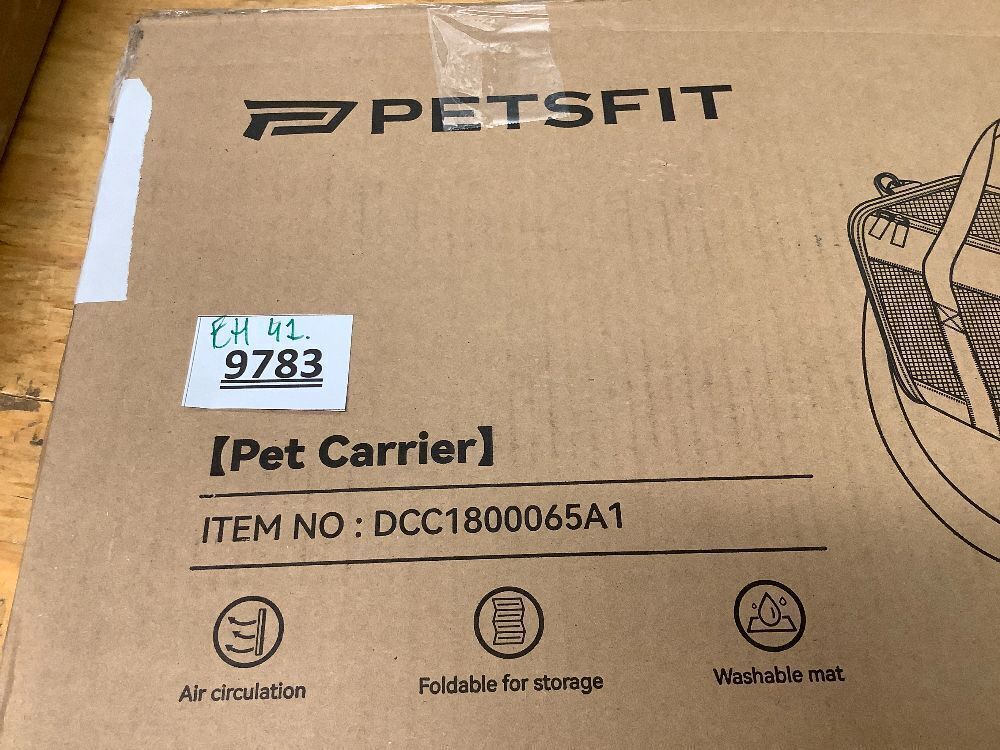 PETSFIT
EH 41.
9783
【Pet Carrier】
ITEM NO : DCC1800065A1
Air circulation
Foldable for storage
Washable mat